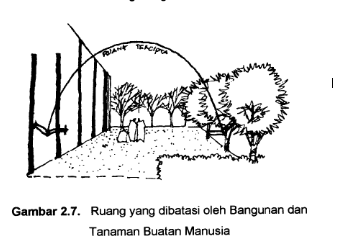 RUANG TERCIPTA
Gambar 2.7. Ruang yang dibatasi oleh Bangunan dan
Tanaman Buatan Manusia